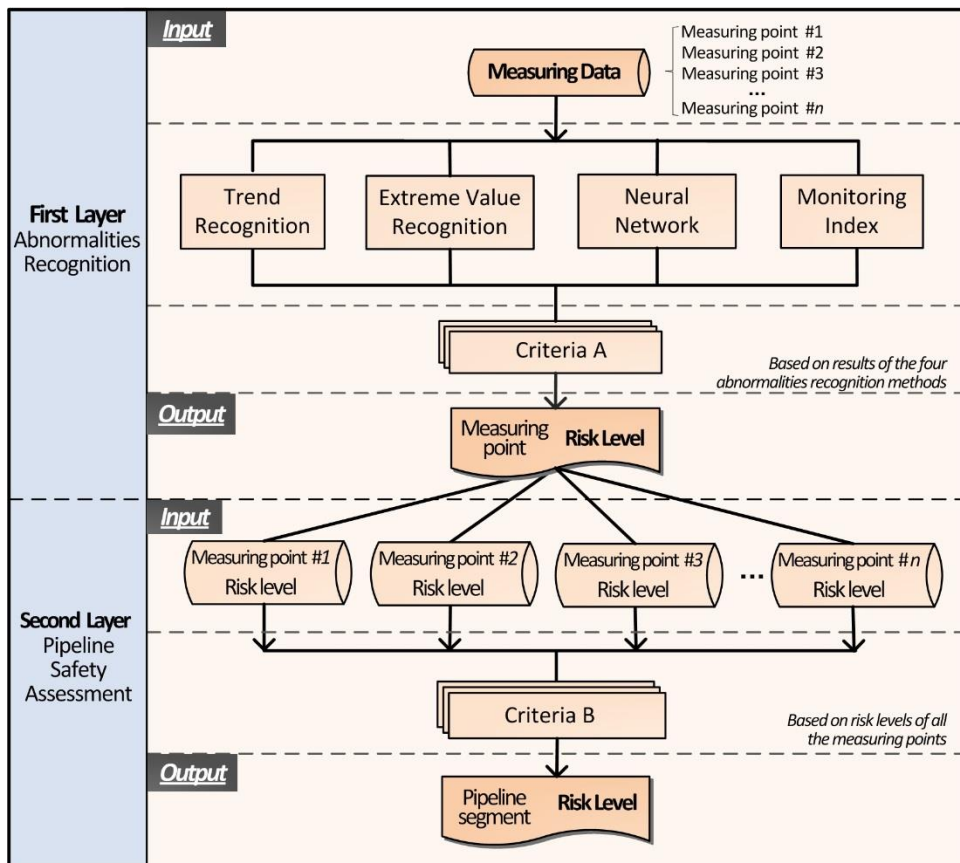 Input
Measuring Data
Measuring point #1
Measuring point #2
Measuring point #3
...
Measuring point #n
First Layer
Abnormalities
Recognition
Trend
Recognition
Extreme Value
Recognition
Neural
Network
Monitoring
Index
Criteria A
Based on results of the four
abnormalities recognition methods
Output
Measuring
point
Risk Level
Input
Measuring point #1
Risk level
Measuring point #2
Risk level
Measuring point #3
Risk level
...
Measuring point #n
Risk level
Second Layer
Pipeline
Safety
Assessment
Criteria B
Based on risk levels of all
the measuring points
Output
Pipeline
segment
Risk Level